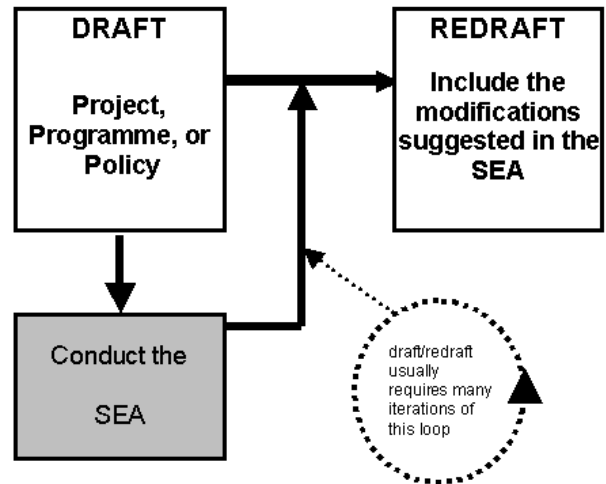 DRAFT
Project,
Programme, or
Policy
REDRAFT
Include the
modifications
suggested in the
SEA
Conduct the
SEA
draft/redraft
usually
requires many
iterations of
this loop